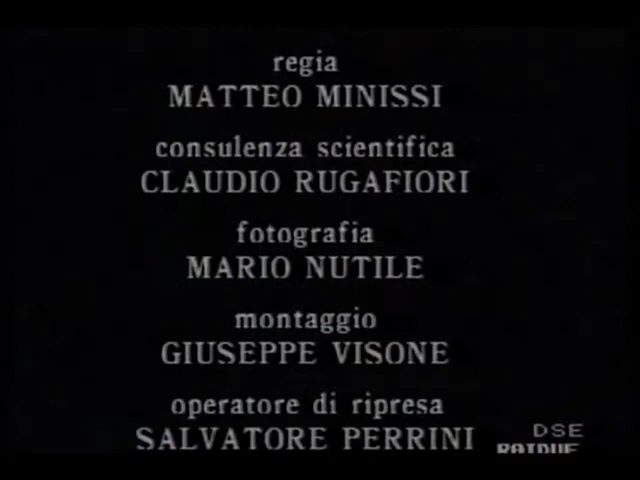 regia
MATTEO MINISSI
consulenza scientifica
CLAUDIO RUGAFIORI
fotografia
MARIO NUTILE
montaggio
GIUSEPPE VISONE
operatore di ripresa
SALVATORE PERRINI
DSE
RAIDUE